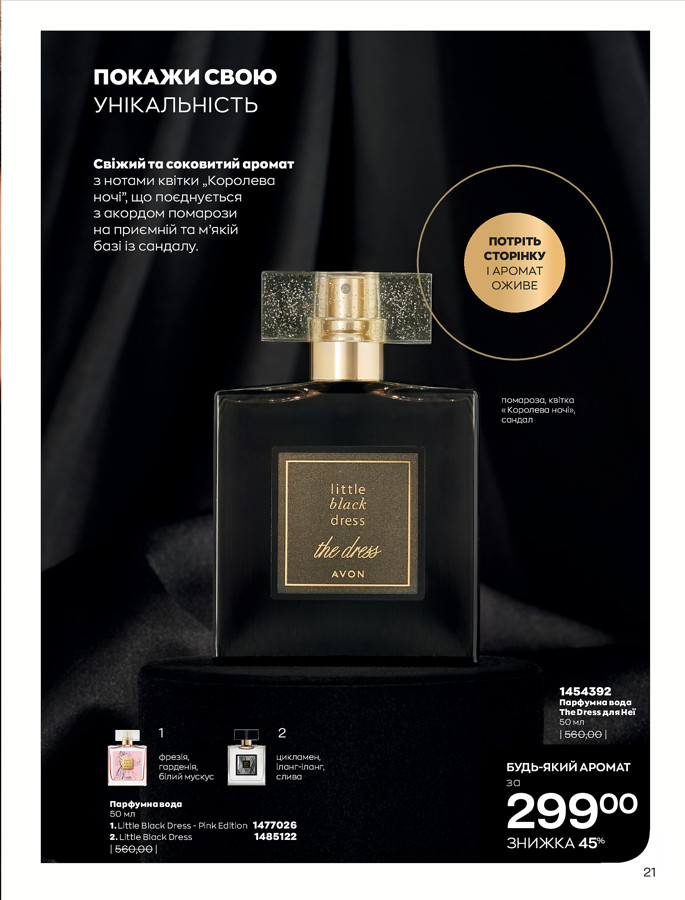 ПОКАЖИ СВОЮ
УНІКАЛЬНІСТЬ
Свіжий та соковитий аромат
з нотами квітки „Королева
ночі”, що поєднується
з акордом помарози
на приємній та м’якій
базі із сандалу.
ПОТРІТЬ
СТОРІНКУ
І АРОМАТ
ОЖИВЕ
помароза, квітка
«Королева ночі»,
сандал
little
black
dress
the dress
AVON
1454392
Парфумна вода
The Dress для Неї
50 мл
| 560,00 |
1
фрезія,
гарденія,
білий мускус
2
цикламен,
іланг-іланг,
слива
Парфумна вода
50 мл
1. Little Black Dress - Pink Edition 1477026
2. Little Black Dress 1485122
| 560,00 |
БУДЬ-ЯКИЙ АРОМАТ
за
299⁰⁰
ЗНИЖКА 45%
21